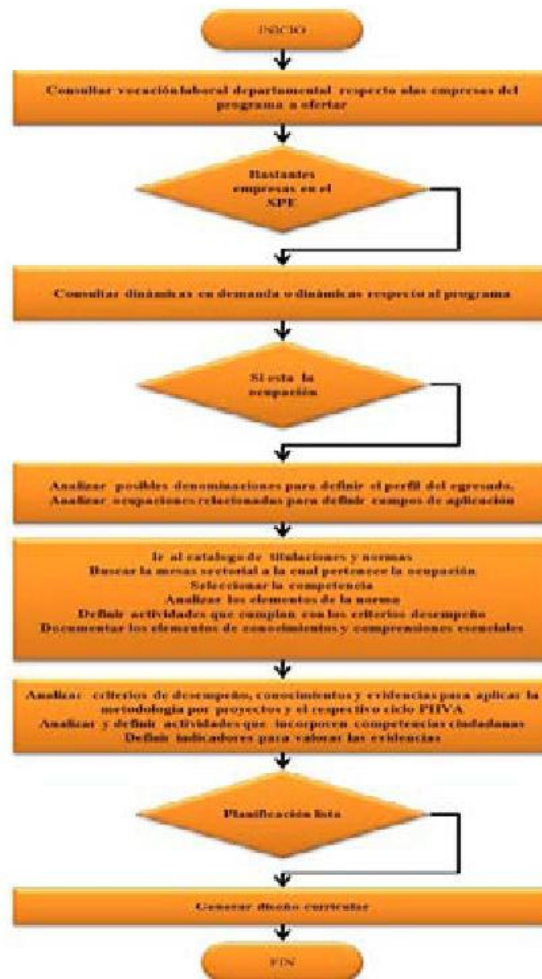 INICIO
Consultar vocación laboral departamental respecto alas empresas del
programa a ofertar
Bastantes
empresas en el
SPE
Consultar dinámicas en demanda o dinámicas respecto al programa
Si esta la
ocupación
Analizar posibles denominaciones para definir el perfil del egresado.
Analizar ocupaciones relacionadas para definir campos de aplicación
Ir al catalogo de titulaciones y normas
Buscar la mesas sectorial a la cual pertenece la ocupación
Seleccionar la competencia
Analizar los elementos de la norma
Definir actividades que cumplan con los criterios desempeño
Documentar los elementos de conocimientos y comprensiones esenciales
Analizar criterios de desempeño, conocimientos y evidencias para aplicar la
metodología por proyectos y el respectivo ciclo PHVA
Analizar y definir actividades que incorporen competencias ciudadanas
Definir indicadores para valorar las evidencias
Planificación lista
Generar diseño curricular
FIN